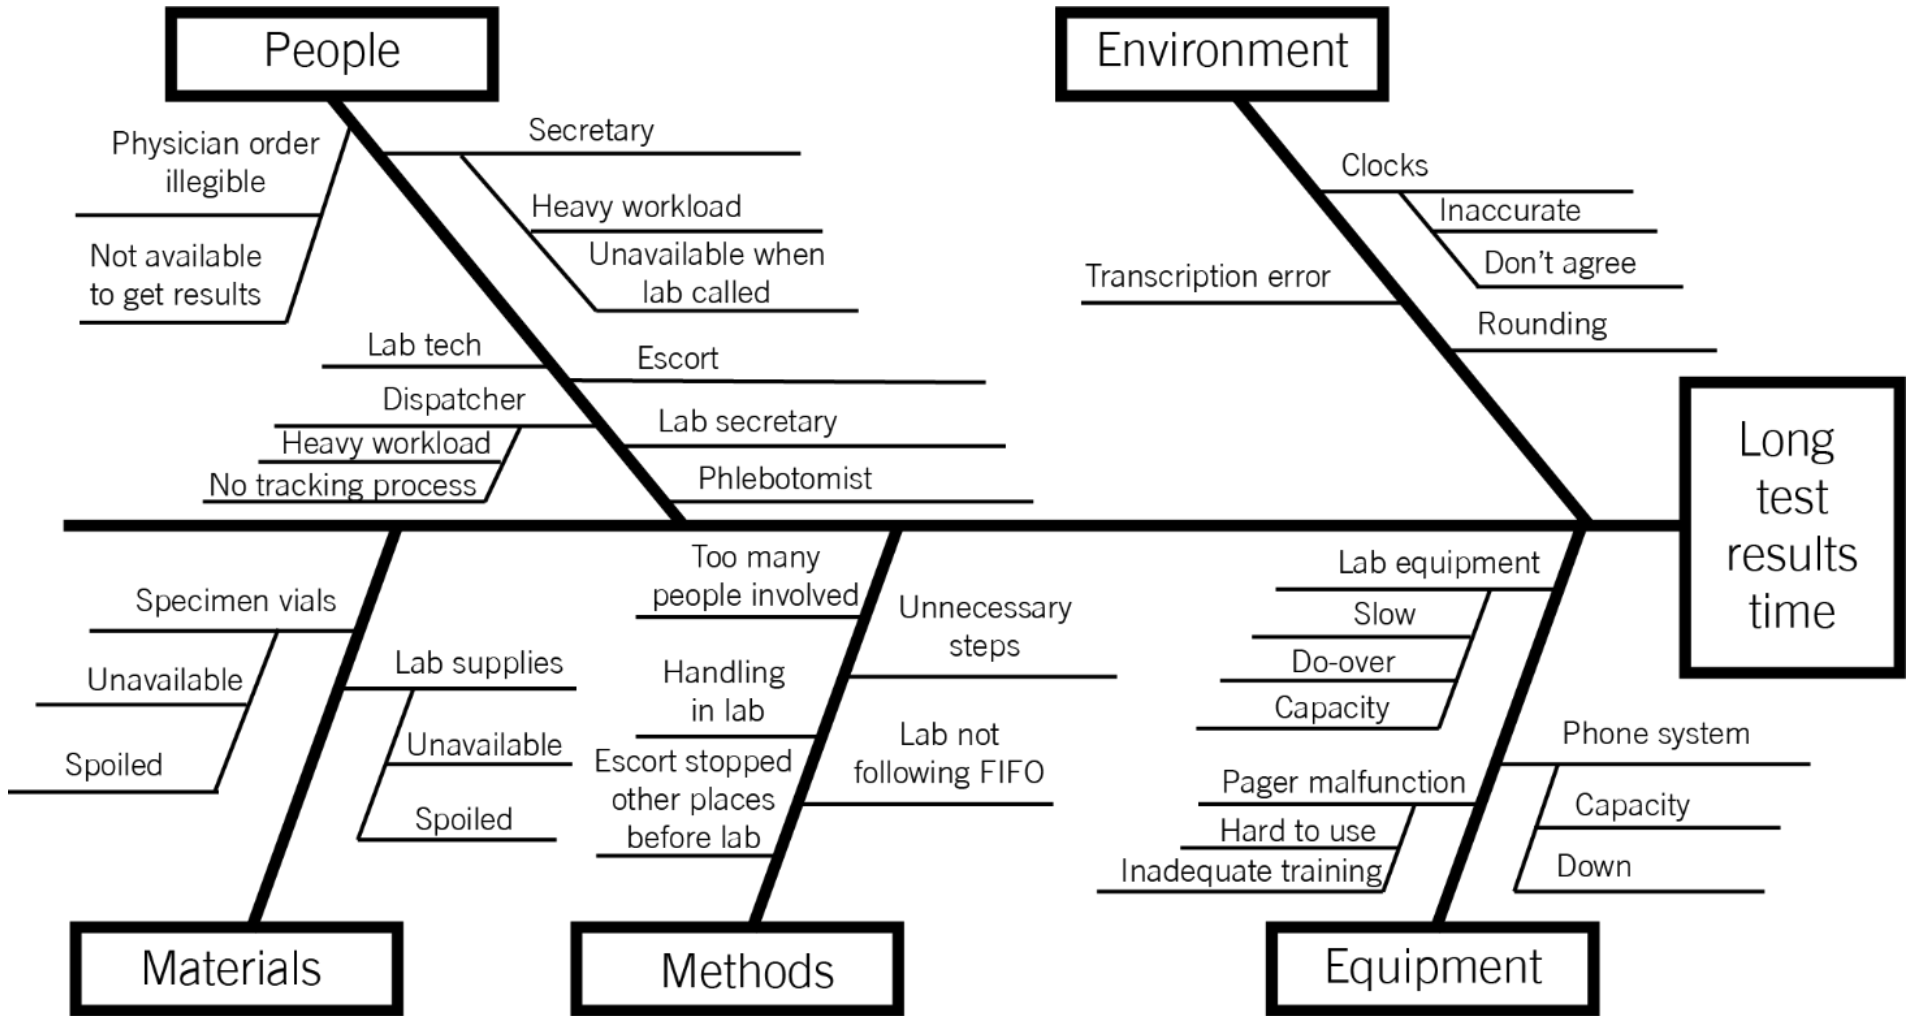 People
Environment
Physician order
illegible
Not available
to get results
Secretary
Heavy workload
Unavailable when
lab called
Lab tech
Dispatcher
Heavy workload
No tracking process
Escort
Lab secretary
Phlebotomist
Clocks
Inaccurate
Don't agree
Transcription error
Rounding
Long
test
results
time
Specimen vials
Unavailable
Spoiled
Lab supplies
Unavailable
Spoiled
Too many
people involved
Handling
in lab
Escort stopped
other places
before lab
Unnecessary
steps
Lab not
following FIFO
Lab equipment
Slow
Do-over
Capacity
Pager malfunction
Hard to use
Inadequate training
Phone system
Capacity
Down
Materials
Methods
Equipment